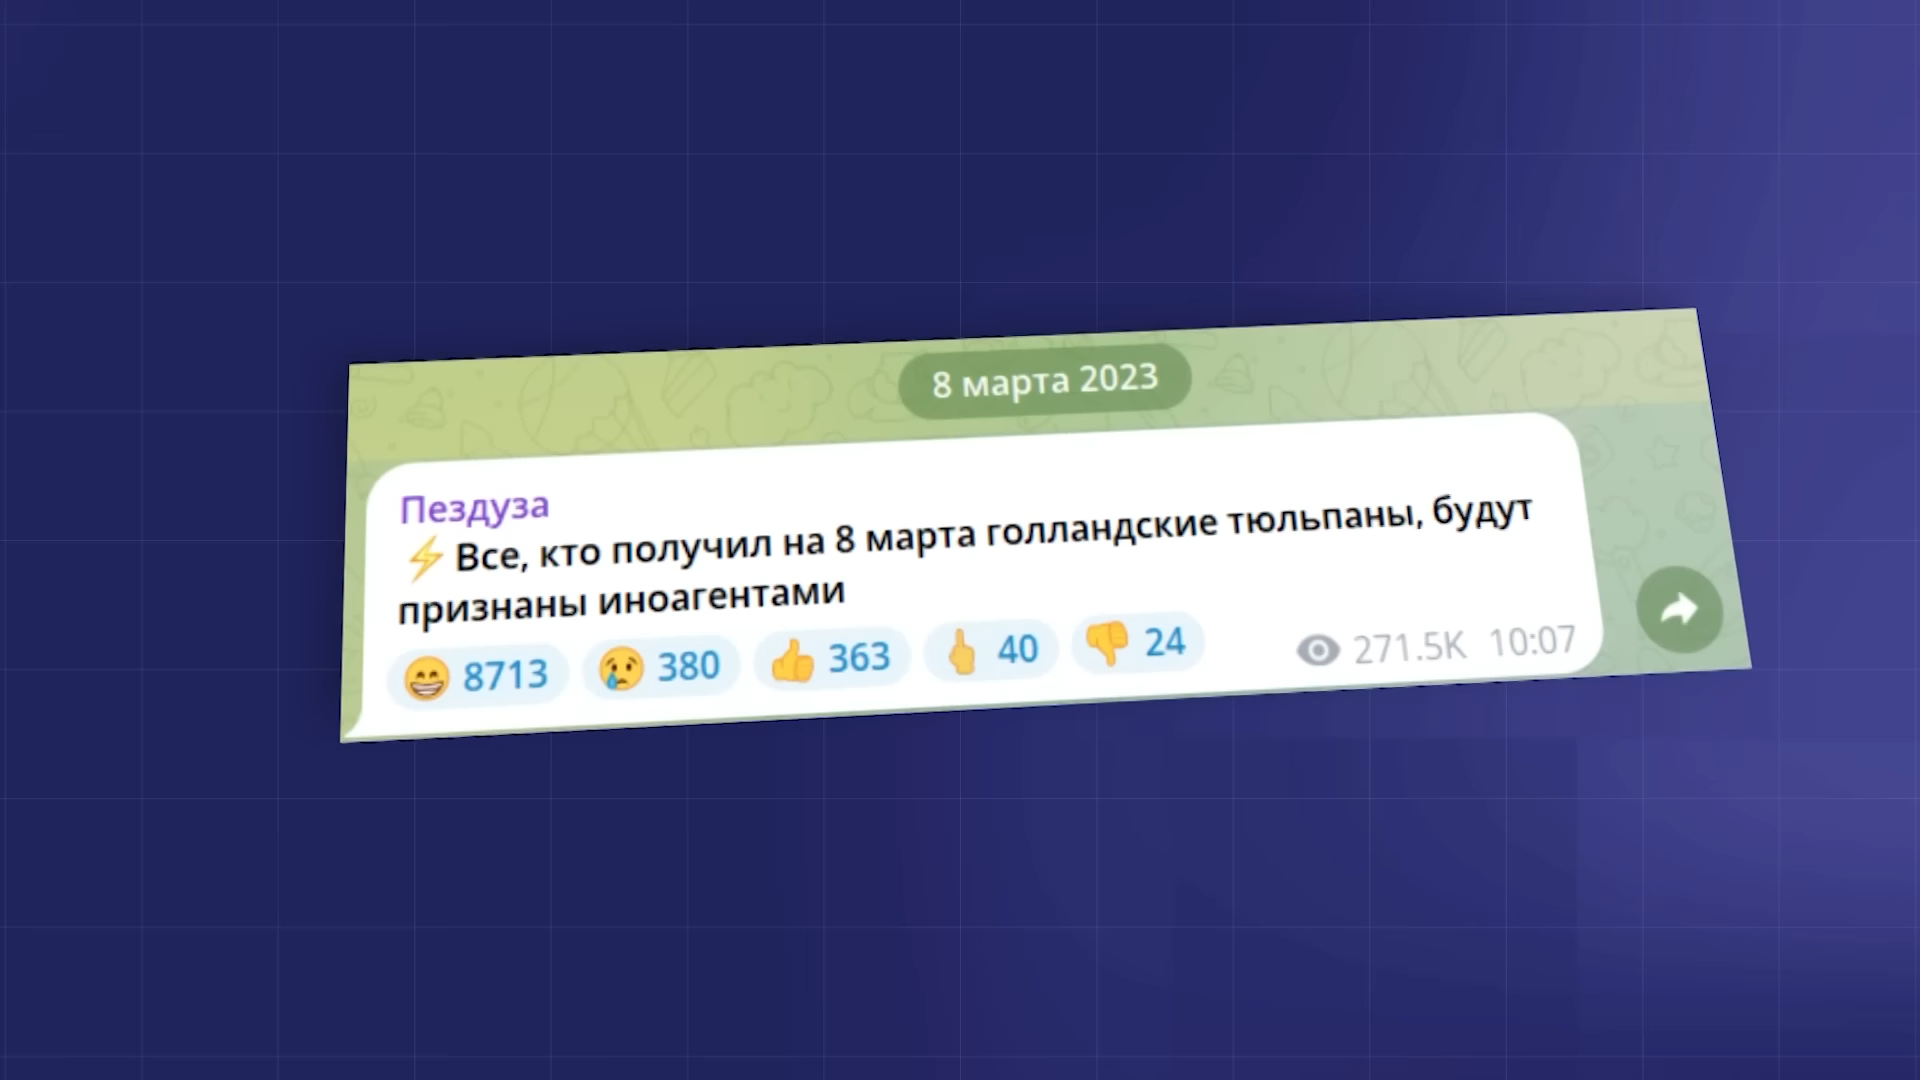 8 марта 2023
Пездуза
⚡Все, кто получил на 8 марта голландские тюльпаны, будут
признаны иноагентами
😁 8713 😢 380 👍 363 🖕 40 👎 24 271.5K 10:07